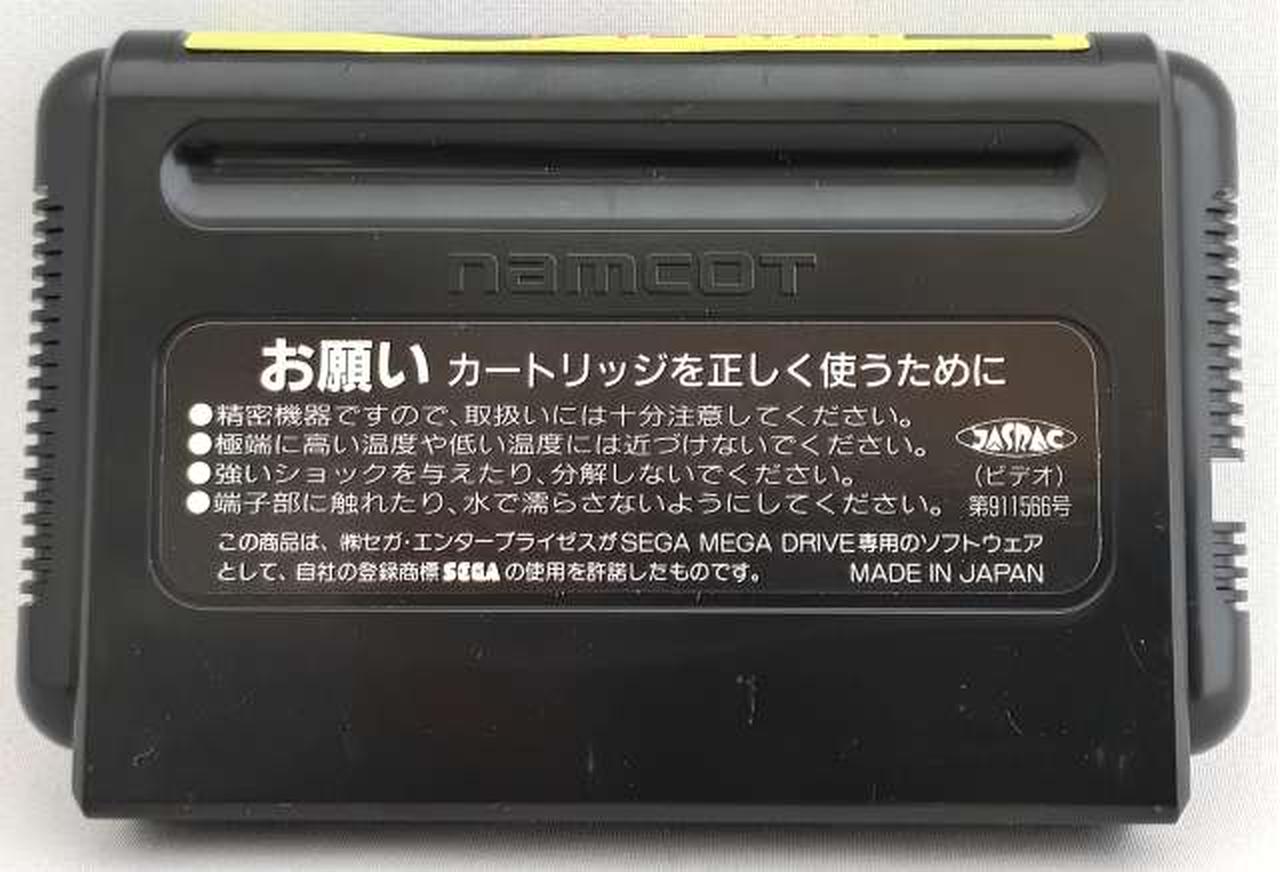 namcot
お願い カートリッジを正しく使うために
●精密機器ですので、取扱いには十分注意してください。
●極端に高い温度や低い温度には近づけないでください。
●強いショックを与えたり、分解しないでください。
●端子部に触れたり、水で濡らさないようにしてください。
JASRAC
(ビデオ)
第911566号
この商品は、㈱セガ・エンタープライゼスがSEGA MEGA DRIVE専用のソフトウェア
として、自社の登録商標SEGAの使用を許諾したものです。
MADE IN JAPAN